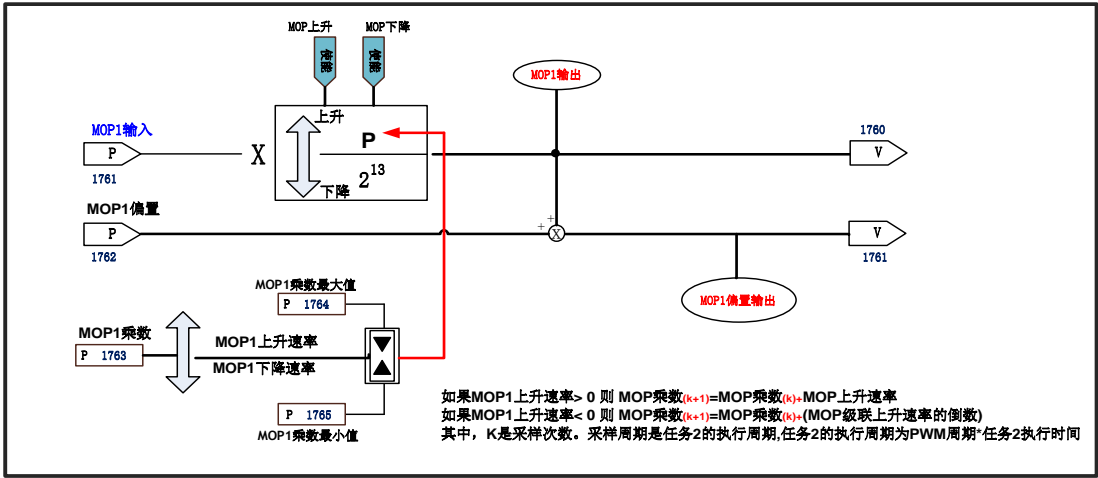 MOP上升 MOP下降
使能 使能
MOP1输出
MOP1输入
P
1761
X
上升
P
2^13
下降
1760
V
MOP1偏置
P
1762
+
+
X
V
1761
MOP1偏置输出
MOP1乘数最大值
P 1764
MOP1乘数
P 1763
MOP1上升速率
MOP1下降速率
P 1765
MOP1乘数最小值
如果MOP1上升速率> 0 则 MOP乘数(k+1)=MOP乘数(k)+MOP上升速率
如果MOP1上升速率< 0 则 MOP乘数(k+1)=MOP乘数(k)+(MOP级联上升速率的倒数)
其中，K是采样次数。采样周期是任务2的执行周期,任务2的执行周期为PWM周期*任务2执行时间